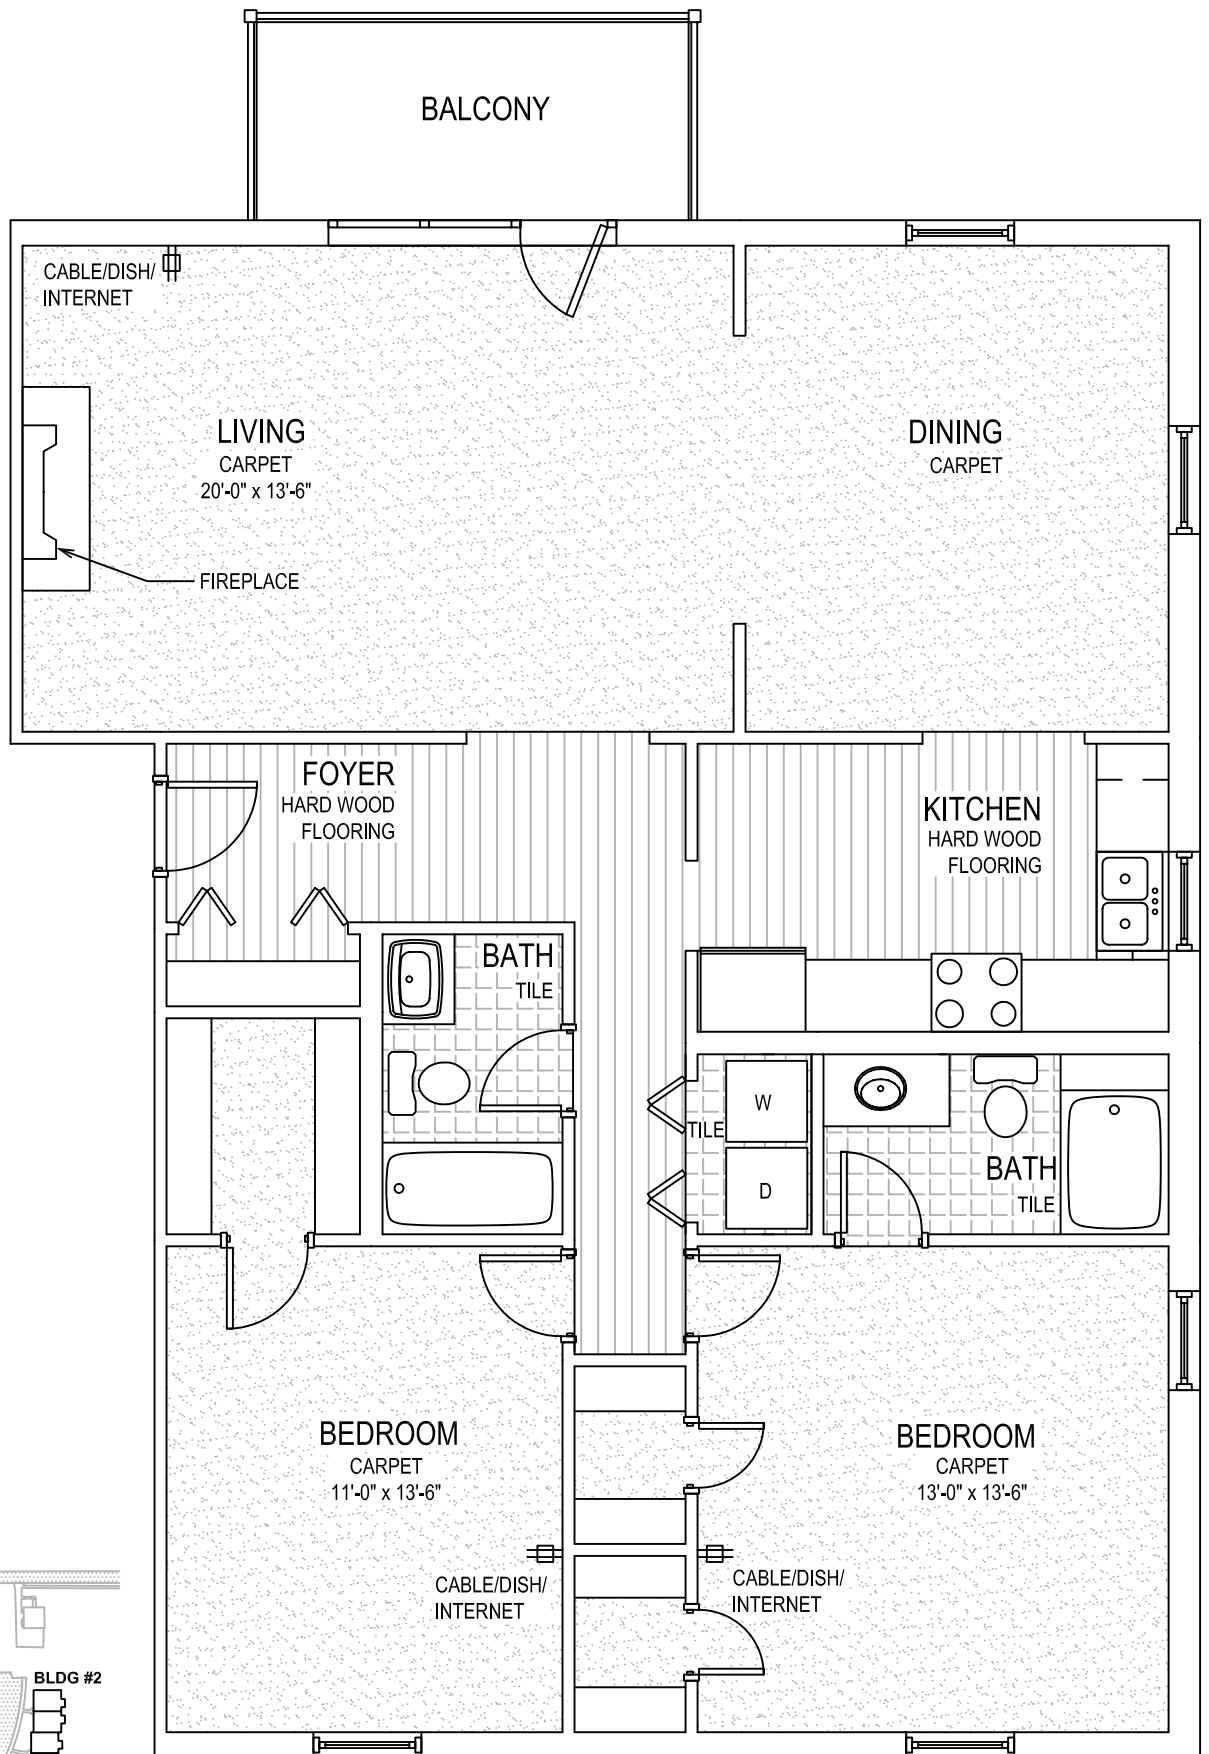 BALCONY
CABLE/DISH/
INTERNET
LIVING
CARPET
20'-0" x 13'-6"
DINING
CARPET
FIREPLACE
FOYER
HARD WOOD
FLOORING
KITCHEN
HARD WOOD
FLOORING
BATH
TILE
W
TILE
D
BATH
TILE
BEDROOM
CARPET
11'-0" x 13'-6"
BEDROOM
CARPET
13'-0" x 13'-6"
CABLE/DISH/
INTERNET
CABLE/DISH/
INTERNET
BLDG #2